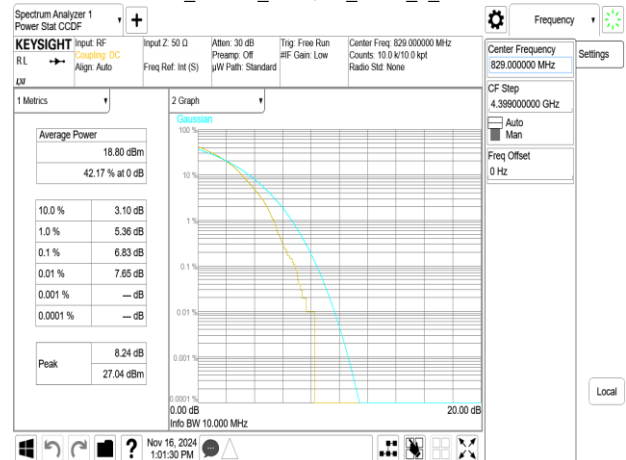 Spectrum Analyzer 1
Power Stat CCDF
Frequency
KEYSIGHT
RL
Input: RF
Coupling: DC
Align: Auto
Input Z: 50 Ω
Freq Ref: Int (S)
Atten: 30 dB
Preamp: Off
µW Path: Standard
Trig: Free Run
#IF Gain: Low
Center Freq: 829.000000 MHz
Counts: 10.0 k/10.0 kpt
Radio Std: None
Center Frequency
829.000000 MHz
Settings
CF Step
4.399000000 GHz
Auto
Man
Freq Offset
0 Hz
Local
1 Metrics
Average Power
18.80 dBm
42.17 % at 0 dB
10.0 % 3.10 dB
1.0 % 5.36 dB
0.1 % 6.83 dB
0.01 % 7.65 dB
0.001 % — dB
0.0001 % — dB
Peak
8.24 dB
27.04 dBm
2 Graph
Gaussian
100 %
10 %
1 %
0.1 %
0.01 %
0.001 %
0.0001 %
0.00 dB 20.00 dB
Info BW 10.000 MHz
?
Nov 16, 2024
1:01:30 PM